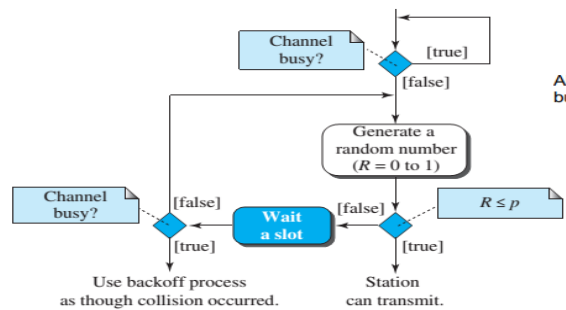 Channel
busy?
[true]
[false]
A
bu
Generate a
random number
(R = 0 to 1)
Channel
busy?
[false]
Wait
a slot
[false]
R ≤ p
[true]
[true]
Use backoff process
as though collision occurred.
Station
can transmit.